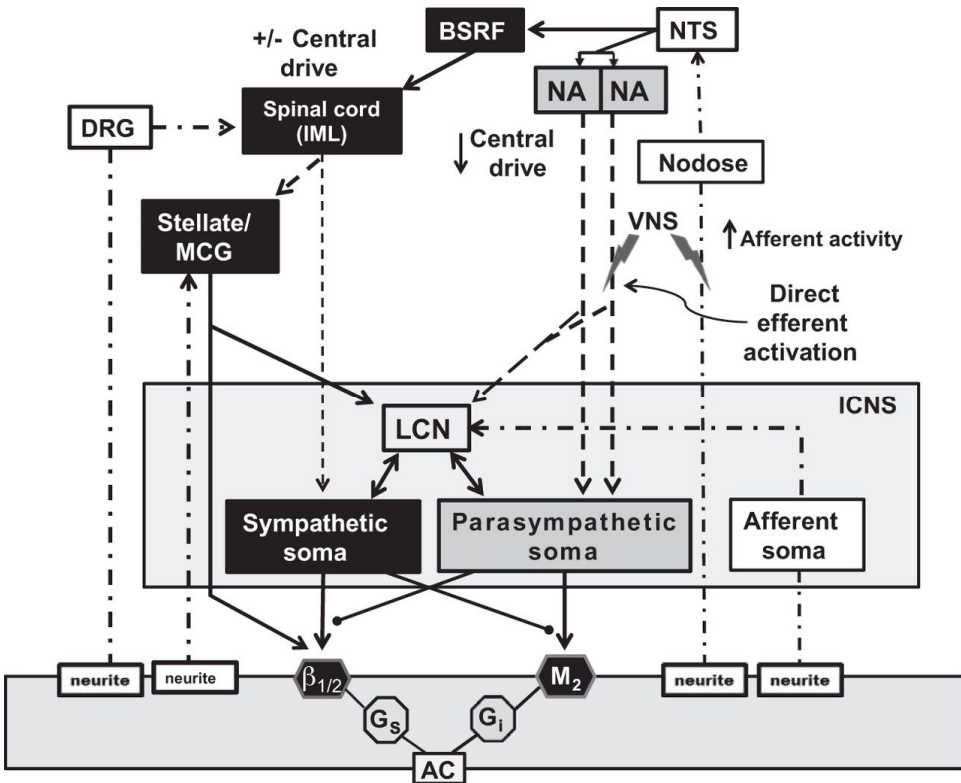 BSRF
NTS
+/- Central
drive
NA
NA
Spinal cord
(IML)
DRG
↓ Central
drive
Nodose
Stellate/
MCG
VNS
↑ Afferent activity
Direct
efferent
activation
ICNS
LCN
Sympathetic
soma
Parasympathetic
soma
Afferent
soma
neurite
neurite
β1/2
M2
neurite
neurite
Gs
Gi
AC